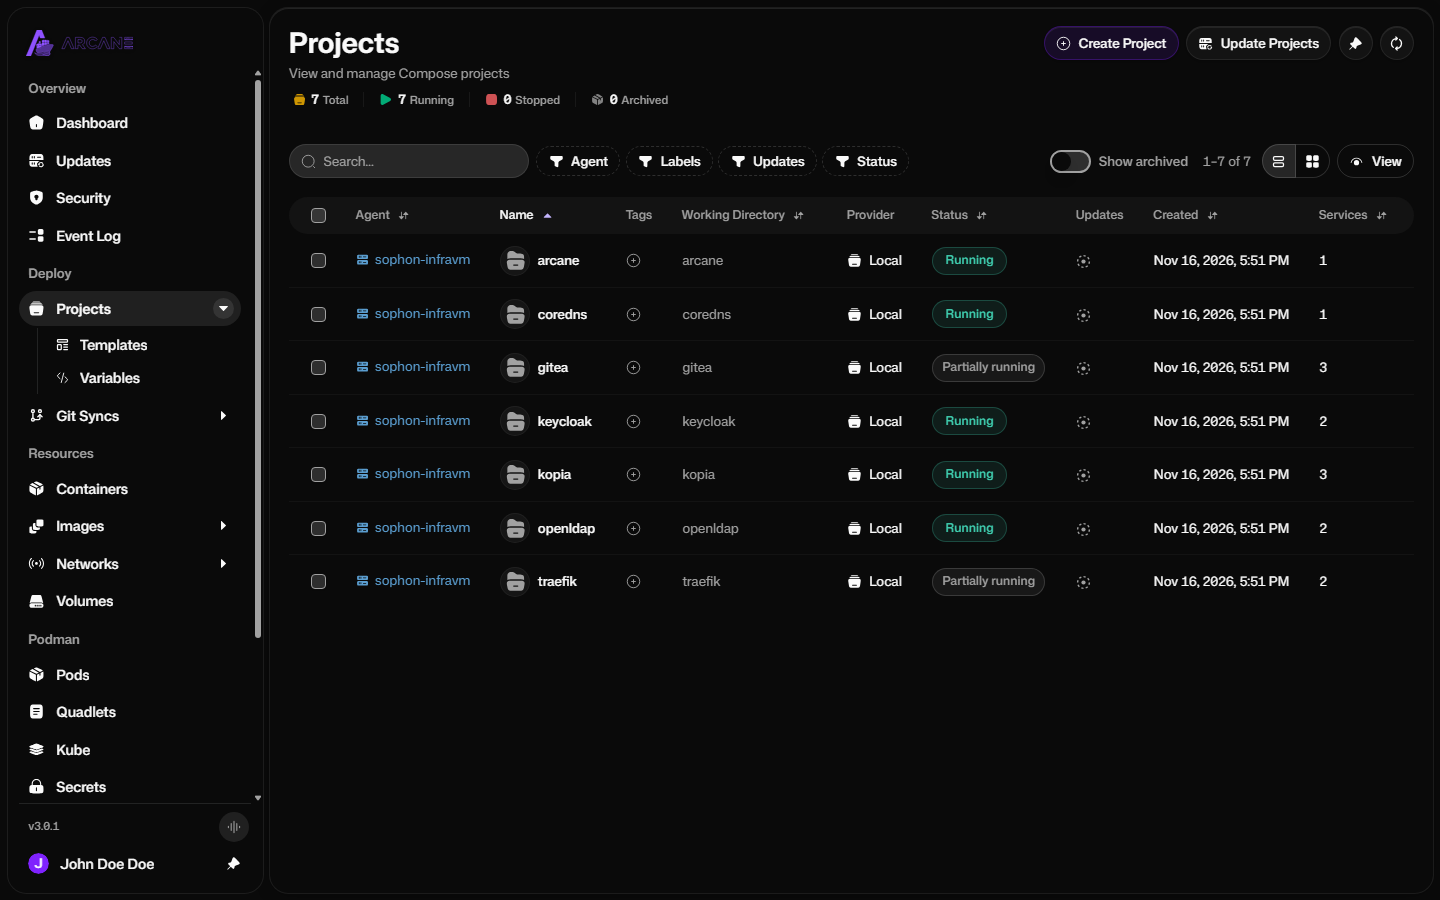 ARCANE
Overview
Dashboard
Updates
Security
Event Log
Deploy
Projects
Templates
Variables
Git Syncs
Resources
Containers
Images
Networks
Volumes
Podman
Pods
Quadlets
Kube
Secrets
v3.0.1
J John Doe Doe
Projects
Create Project
Update Projects
View and manage Compose projects
7 Total
7 Running
0 Stopped
0 Archived
Search...
Agent
Labels
Updates
Status
Show archived
1–7 of 7
View
Agent Name Tags Working Directory Provider Status Updates Created Services
sophon-infravm arcane arcane Local Running Nov 16, 2026, 5:51 PM 1
sophon-infravm coredns coredns Local Running Nov 16, 2026, 5:51 PM 1
sophon-infravm gitea gitea Local Partially running Nov 16, 2026, 5:51 PM 3
sophon-infravm keycloak keycloak Local Running Nov 16, 2026, 5:51 PM 2
sophon-infravm kopia kopia Local Running Nov 16, 2026, 5:51 PM 3
sophon-infravm openldap openldap Local Running Nov 16, 2026, 5:51 PM 2
sophon-infravm traefik traefik Local Partially running Nov 16, 2026, 5:51 PM 2